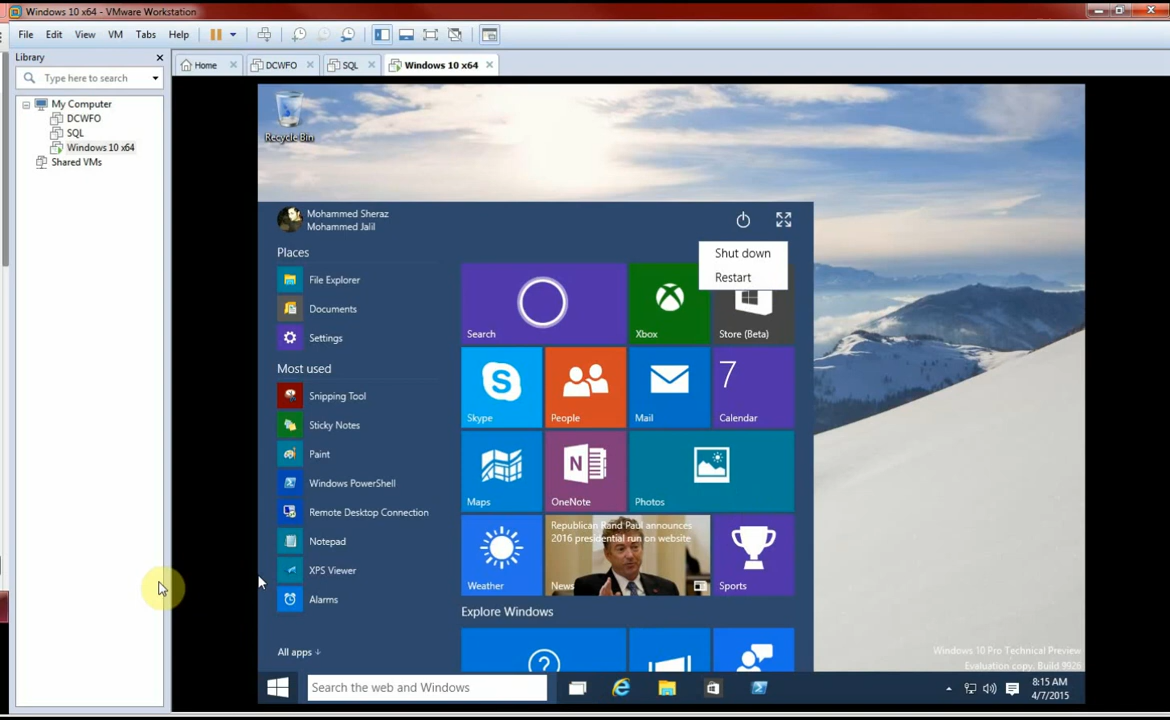 Windows 10 x64 - VMware Workstation
File Edit View VM Tabs Help
Library
Type here to search
My Computer
DCWFO
SQL
Windows 10 x64
Shared VMs
Home DCWFO SQL Windows 10 x64
Recycle Bin
Mohammed Sheraz
Mohammed Jalil
Shut down
Restart
Places
File Explorer
Documents
Settings
Most used
Snipping Tool
Sticky Notes
Paint
Windows PowerShell
Remote Desktop Connection
Notepad
XPS Viewer
Alarms
All apps
Search
Xbox
Store (Beta)
Skype
People
Mail
7
Calendar
Maps
OneNote
N
Photos
Weather
Republican Rand Paul announces
2016 presidential run on website
News
Sports
Explore Windows
Windows 10 Pro Technical Preview
Evaluation copy. Build 9926
Search the web and Windows
8:15 AM
4/7/2015